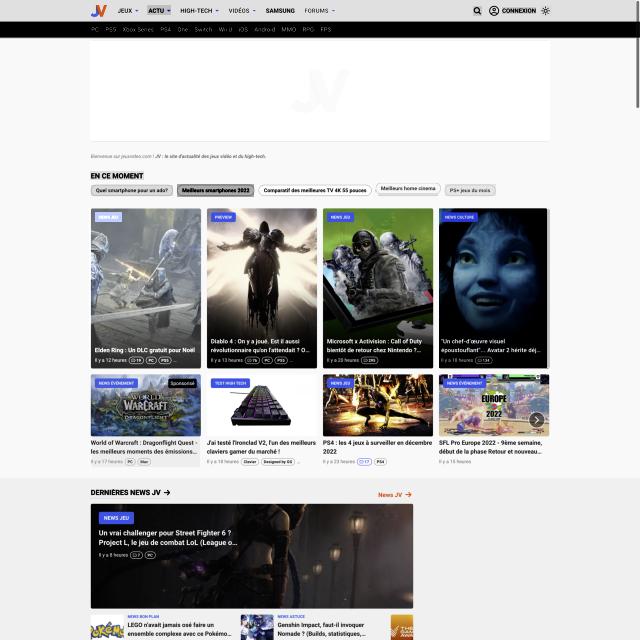 JV JEUX ACTU HIGH-TECH VIDÉOS SAMSUNG FORUMS CONNEXION
PC PS5 Xbox Series PS4 One Switch Wii U iOS Android MMO RPG FPS
JV
Bienvenue sur jeuxvideo.com ! JV : le site d'actualité des jeux vidéo et du high-tech.
EN CE MOMENT
Quel smartphone pour un ado? Meilleurs smartphones 2022 Comparatif des meilleures TV 4K 55 pouces Meilleurs home cinema PS+ jeux du mois
NEWS JEU
Elden Ring : Un DLC gratuit pour Noël
Il y a 12 heures 19 PC PS5 ...
PREVIEW
Diablo 4 : On y a joué. Est il aussi
révolutionnaire qu'on l'attendait ? O...
Il y a 13 heures 76 PC PS5 ...
NEWS JEU
Microsoft x Activision : Call of Duty
bientôt de retour chez Nintendo ?...
Il y a 20 heures 295
NEWS CULTURE
"Un chef-d'œuvre visuel
époustouflant"... Avatar 2 hérite déj...
Il y a 18 heures 134
NEWS ÉVÈNEMENT
Sponsorisé
WORLD
WARCRAFT
DRAGONFLIGHT
World of Warcraft : Dragonflight Quest -
les meilleurs moments des émissions...
Il y a 17 heures PC Mac
TEST HIGH TECH
J'ai testé l'Ironclad V2, l'un des meilleurs
claviers gamer du marché !
Il y a 18 heures Clavier Designed by GG ...
NEWS JEU
PS4 : les 4 jeux à surveiller en décembre
2022
Il y a 23 heures 17 PS4
NEWS ÉVÈNEMENT
EUROPE
2022
SFL Pro Europe 2022 - 9ème semaine,
début de la phase Retour et nouveau...
Il y a 15 heures
DERNIÈRES NEWS JV
News JV
NEWS JEU
Un vrai challenger pour Street Fighter 6 ?
Project L, le jeu de combat LoL (League o...
Il y a 8 heures 7 PC
NEWS BON PLAN
LEGO n'avait jamais osé faire un
ensemble complexe avec ce Pokémo...
NEWS ASTUCE
Genshin Impact, faut-il invoquer
Nomade ? (Builds, statistiques,...
THE
GAME
AWA